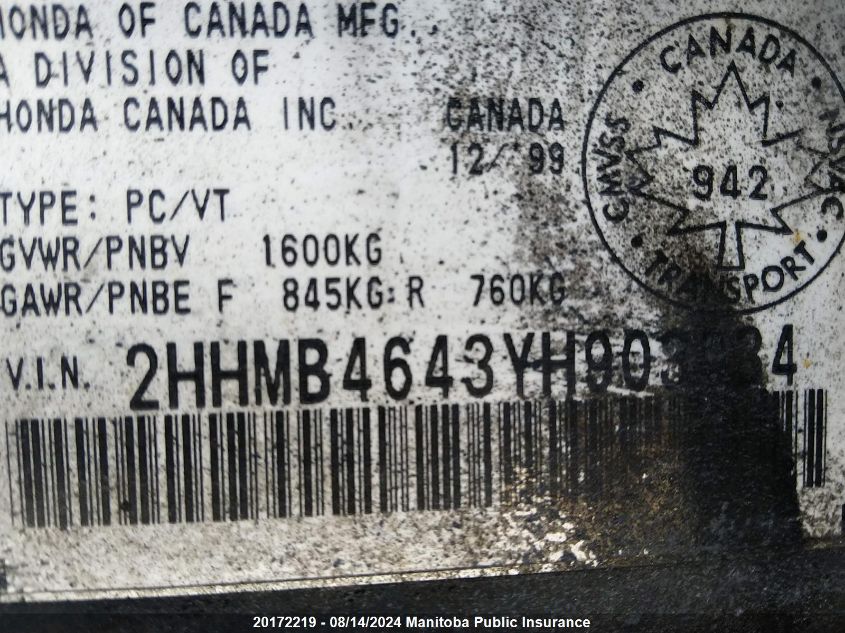 HONDA OF CANADA MFG..
A DIVISION OF
HONDA CANADA INC. CANADA
12/'99
TYPE: PC/VT
GVWR/PNBV 1600KG
GAWR/PNBE F 845KG R 760KG
V.I.N.
CANADA
CMVSS
NSVAC
942
TRANSPORT
20172219 - 08/14/2024 Manitoba Public Insurance